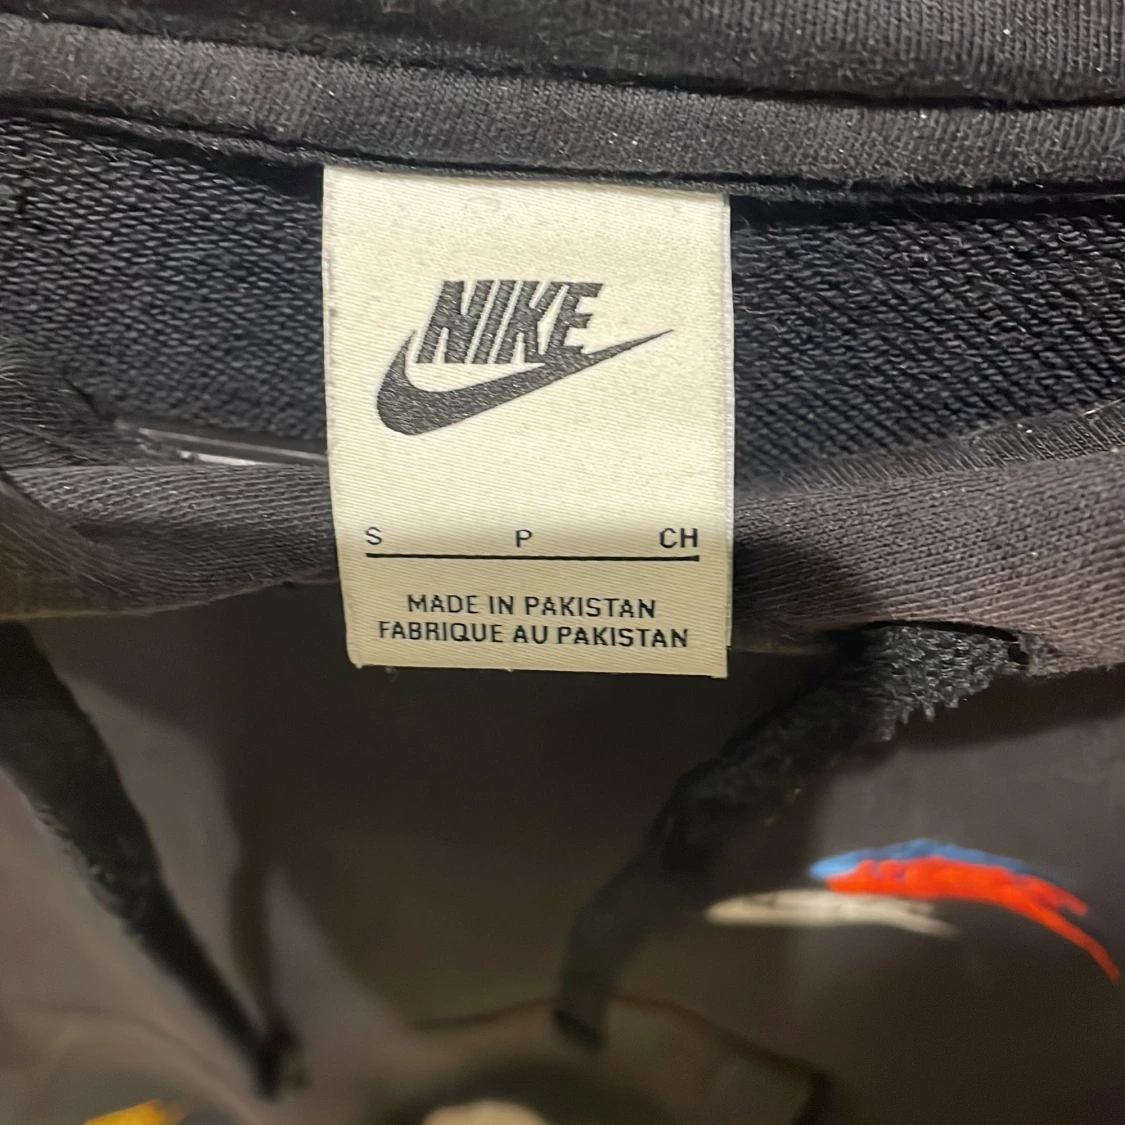 NIKE
S P CH
MADE IN PAKISTAN
FABRIQUE AU PAKISTAN